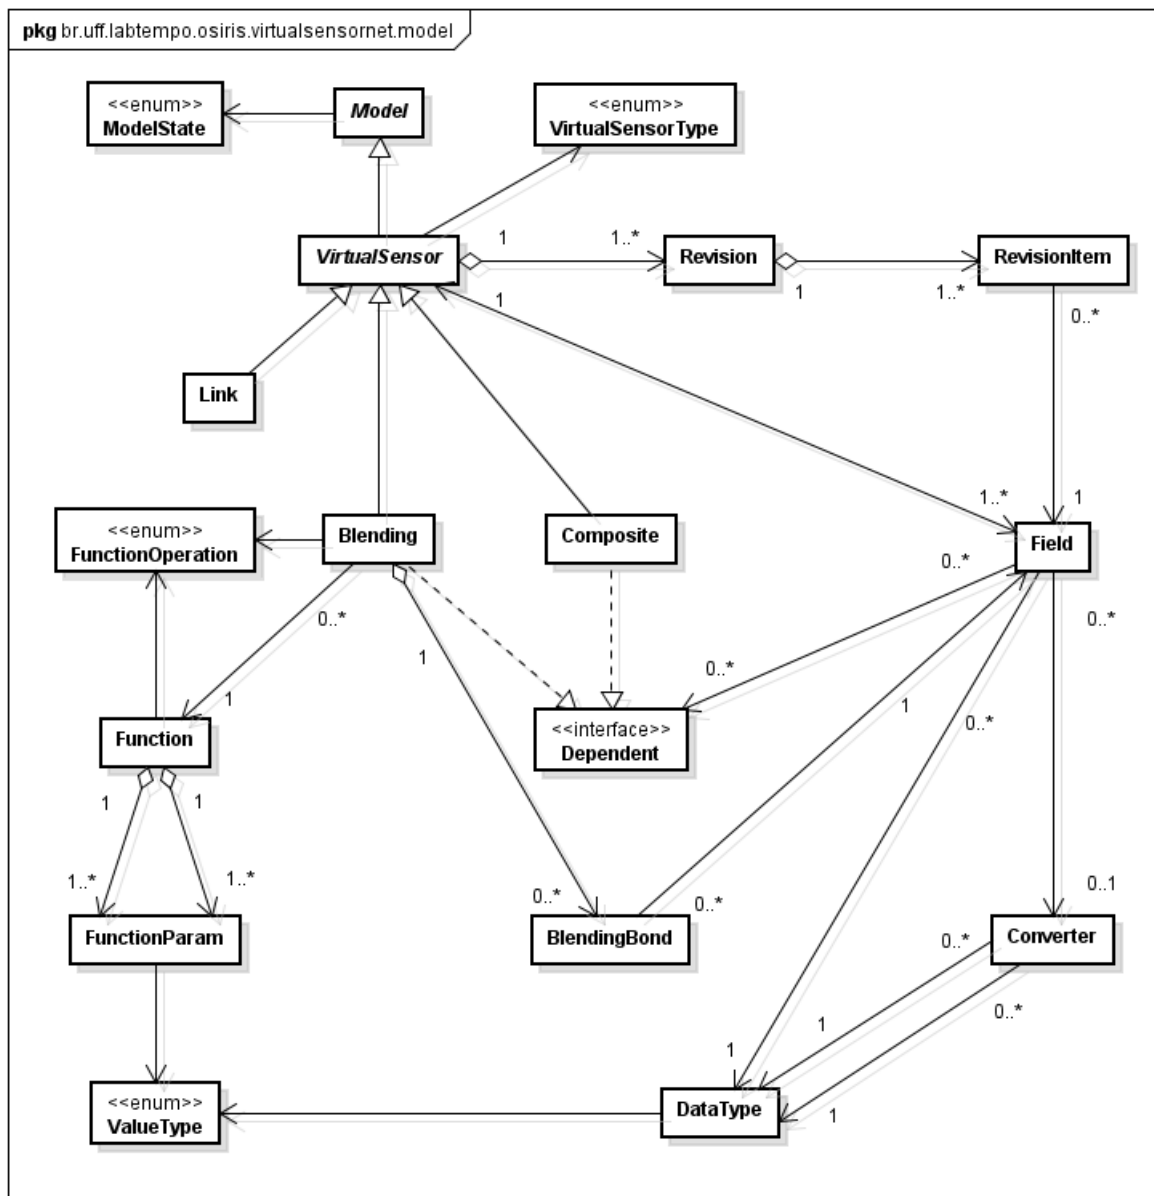 pkg br.uff.labtempo.osiris.virtualsensornet.model
<<enum>>
ModelState
Model
<<enum>>
VirtualSensorType
VirtualSensor
1
1..*
Revision
1
1..*
RevisionItem
0..*
1
Link
1..*
1
<<enum>>
FunctionOperation
Blending
Composite
Field
0..*
1
0..*
0..*
0..*
1
Function
<<interface>>
Dependent
1
0..*
1
1
1..*
1..*
0..*
0..*
0..1
FunctionParam
BlendingBond
Converter
0..*
0..*
1
1
1
<<enum>>
ValueType
DataType